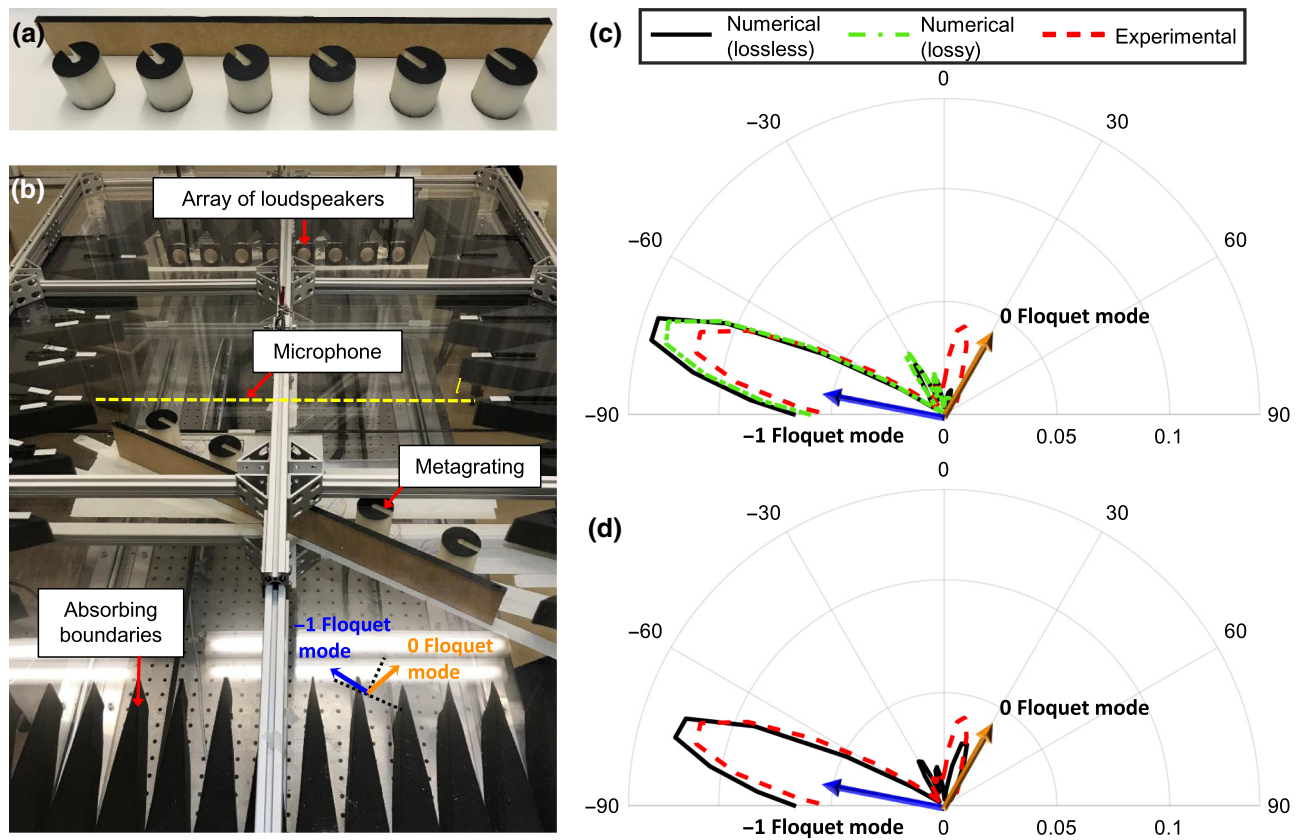 (a)
(b)
Array of loudspeakers
Microphone
l
Metagrating
Absorbing
boundaries
−1 Floquet
mode
0 Floquet
mode
(c)
Numerical
(lossless)
Numerical
(lossy)
Experimental
0
−30
30
−60
60
0 Floquet mode
−90
90
−1 Floquet mode
0
0.05
0.1
(d)
0
−30
30
−60
60
0 Floquet mode
−90
90
−1 Floquet mode
0
0.05
0.1